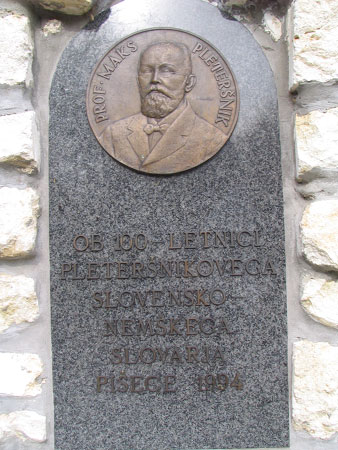 PROF. MAKS PLETERŠNIK
OB 100-LETNICI
PLETERŠNIKOVEGA
SLOVENSKO-
NEMŠKEGA
SLOVARJA
PIŠECE 1994